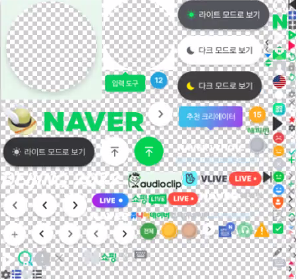 라이트 모드로 보기
다크 모드로 보기
입력 도구
12
다크 모드로 보기
추천 크리에이터
15
NAVER
라이트 모드로 보기
audioclip
VLIVE
LIVE
LIVE
쇼핑
LIVE
LIVE
전체
쇼핑